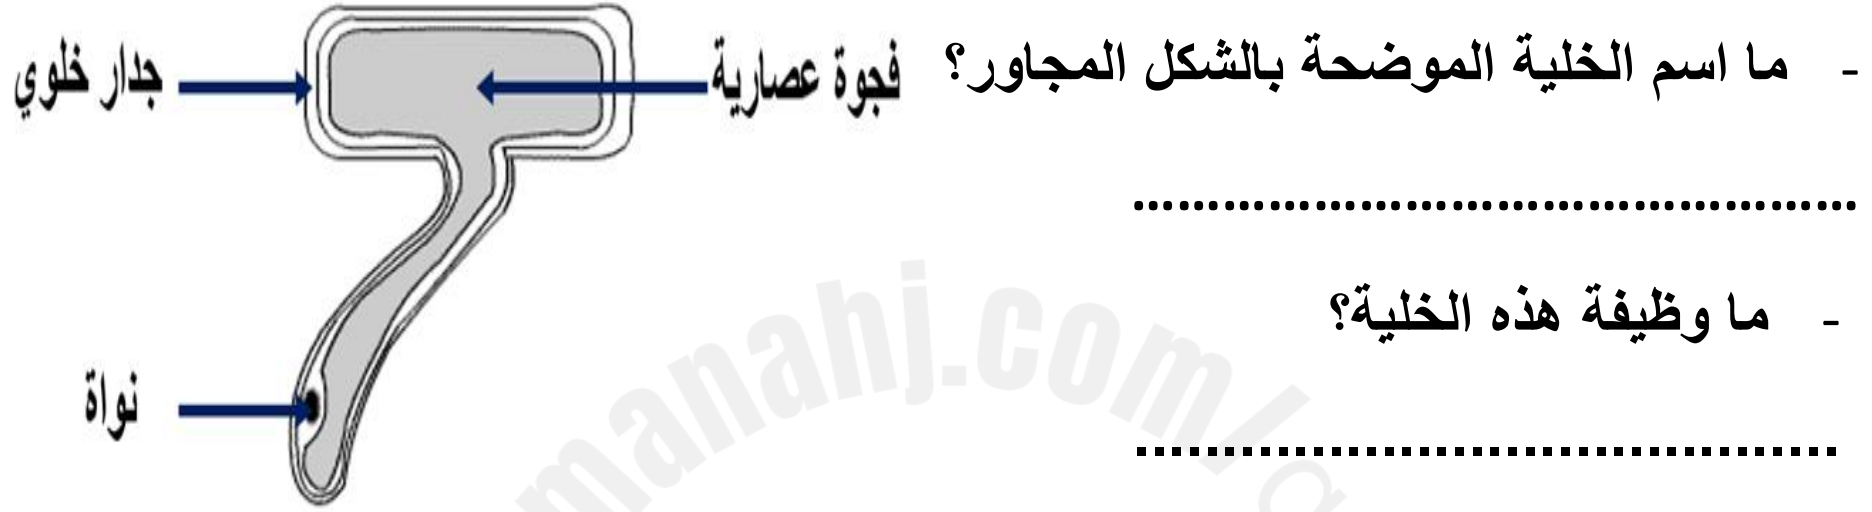 - ما اسم الخلية الموضحة بالشكل المجاور؟
فجوة عصارية
جدار خلوي
................................................
- ما وظيفة هذه الخلية؟
نواة
................................................
manahj.com/